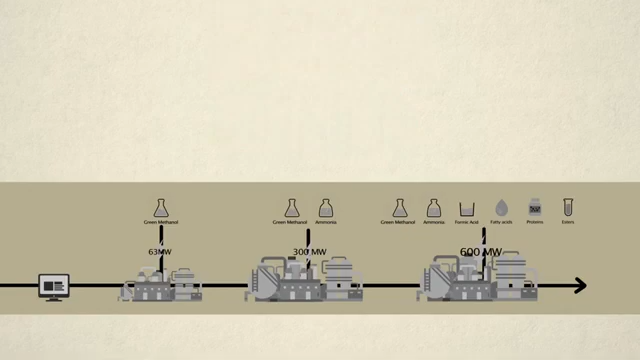 Green Methanol
63MW
Green Methanol Ammonia
300 MW
Green Methanol Ammonia Formic Acid Fatty acids Proteins Esters
600 MW